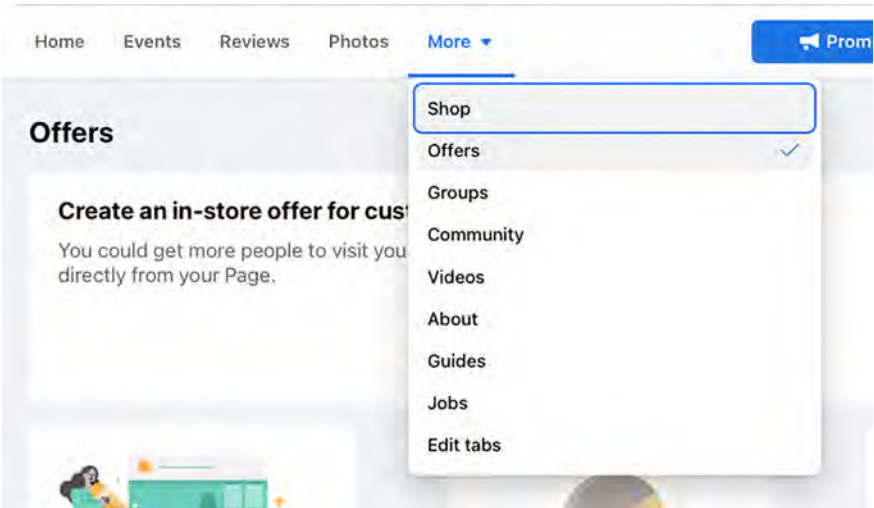 Home Events Reviews Photos More
Prom
Shop
Offers
Offers
Groups
Community
Videos
About
Guides
Jobs
Edit tabs
Create an in-store offer for cust
You could get more people to visit you
directly from your Page.